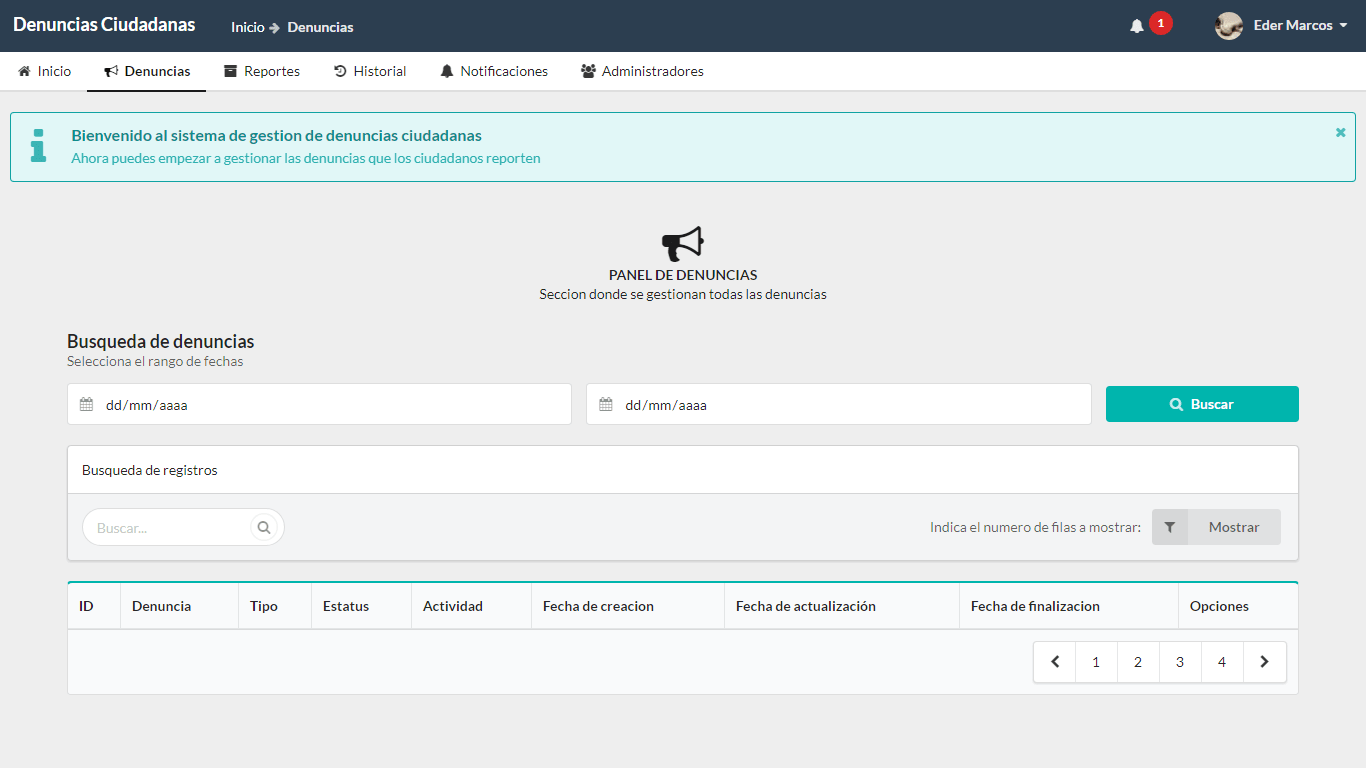 Denuncias Ciudadanas
Inicio Denuncias
1
Eder Marcos
Inicio
Denuncias
Reportes
Historial
Notificaciones
Administradores
Bienvenido al sistema de gestion de denuncias ciudadanas
Ahora puedes empezar a gestionar las denuncias que los ciudadanos reporten
PANEL DE DENUNCIAS
Seccion donde se gestionan todas las denuncias
Busqueda de denuncias
Selecciona el rango de fechas
dd/mm/aaaa
dd/mm/aaaa
Buscar
Busqueda de registros
Buscar...
Indica el numero de filas a mostrar:
Mostrar
ID Denuncia Tipo Estatus Actividad Fecha de creacion Fecha de actualización Fecha de finalizacion Opciones
1 2 3 4